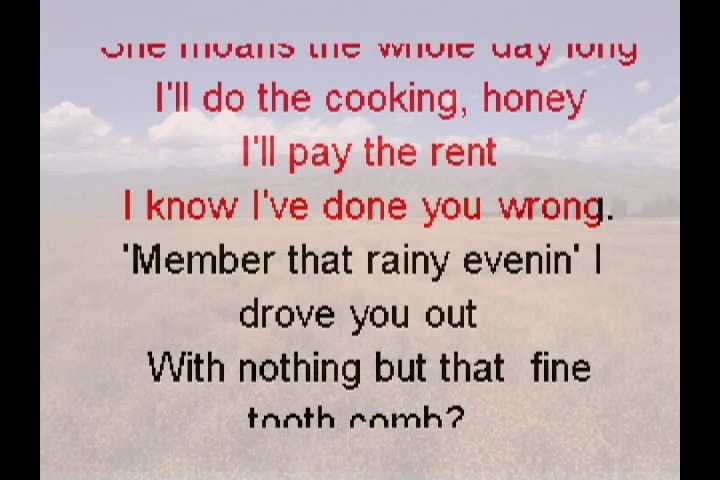 She moans the whole day long
I'll do the cooking, honey
I'll pay the rent
I know I've done you wrong.
'Member that rainy evenin' I
drove you out
With nothing but that fine
tooth comb?